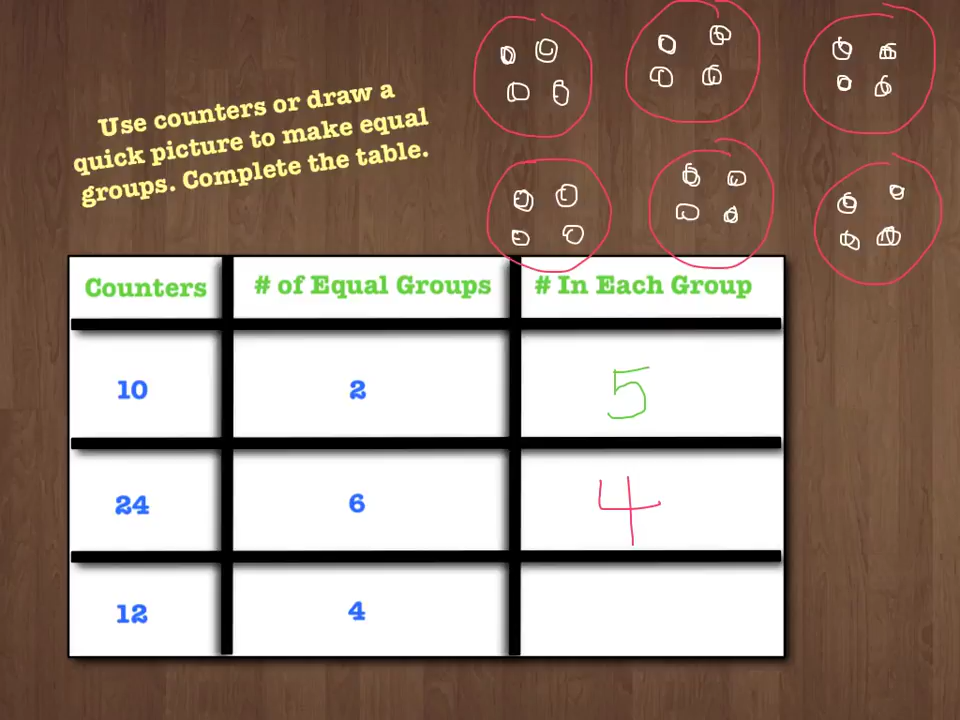 Use counters or draw a
quick picture to make equal
groups. Complete the table.
Counters # of Equal Groups # In Each Group
10 2 5
24 6 4
12 4